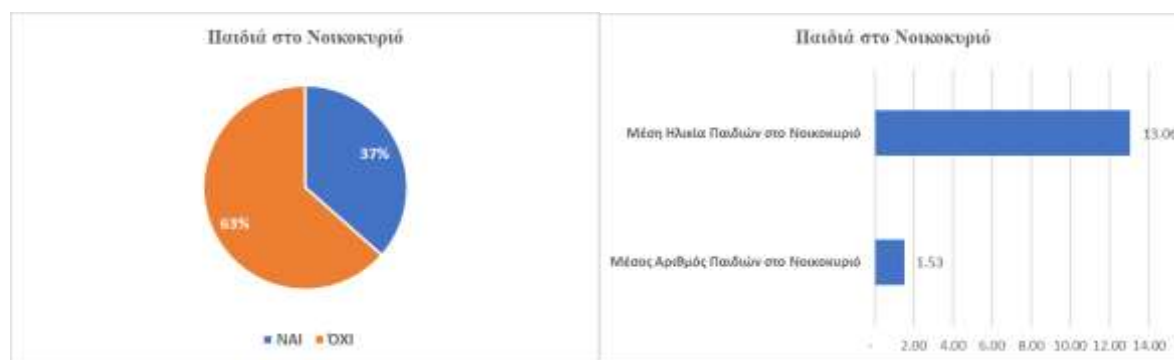 Παιδιά στο Νοικοκυριό
37%
63%
ΝΑΙ ΌΧΙ
Παιδιά στο Νοικοκυριό
Μέση Ηλικία Παιδιών στο Νοικοκυριό
Μέσος Αριθμός Παιδιών στο Νοικοκυριό
1.53
- 2.00 4.00 6.00 8.00 10.00 12.00 14.00